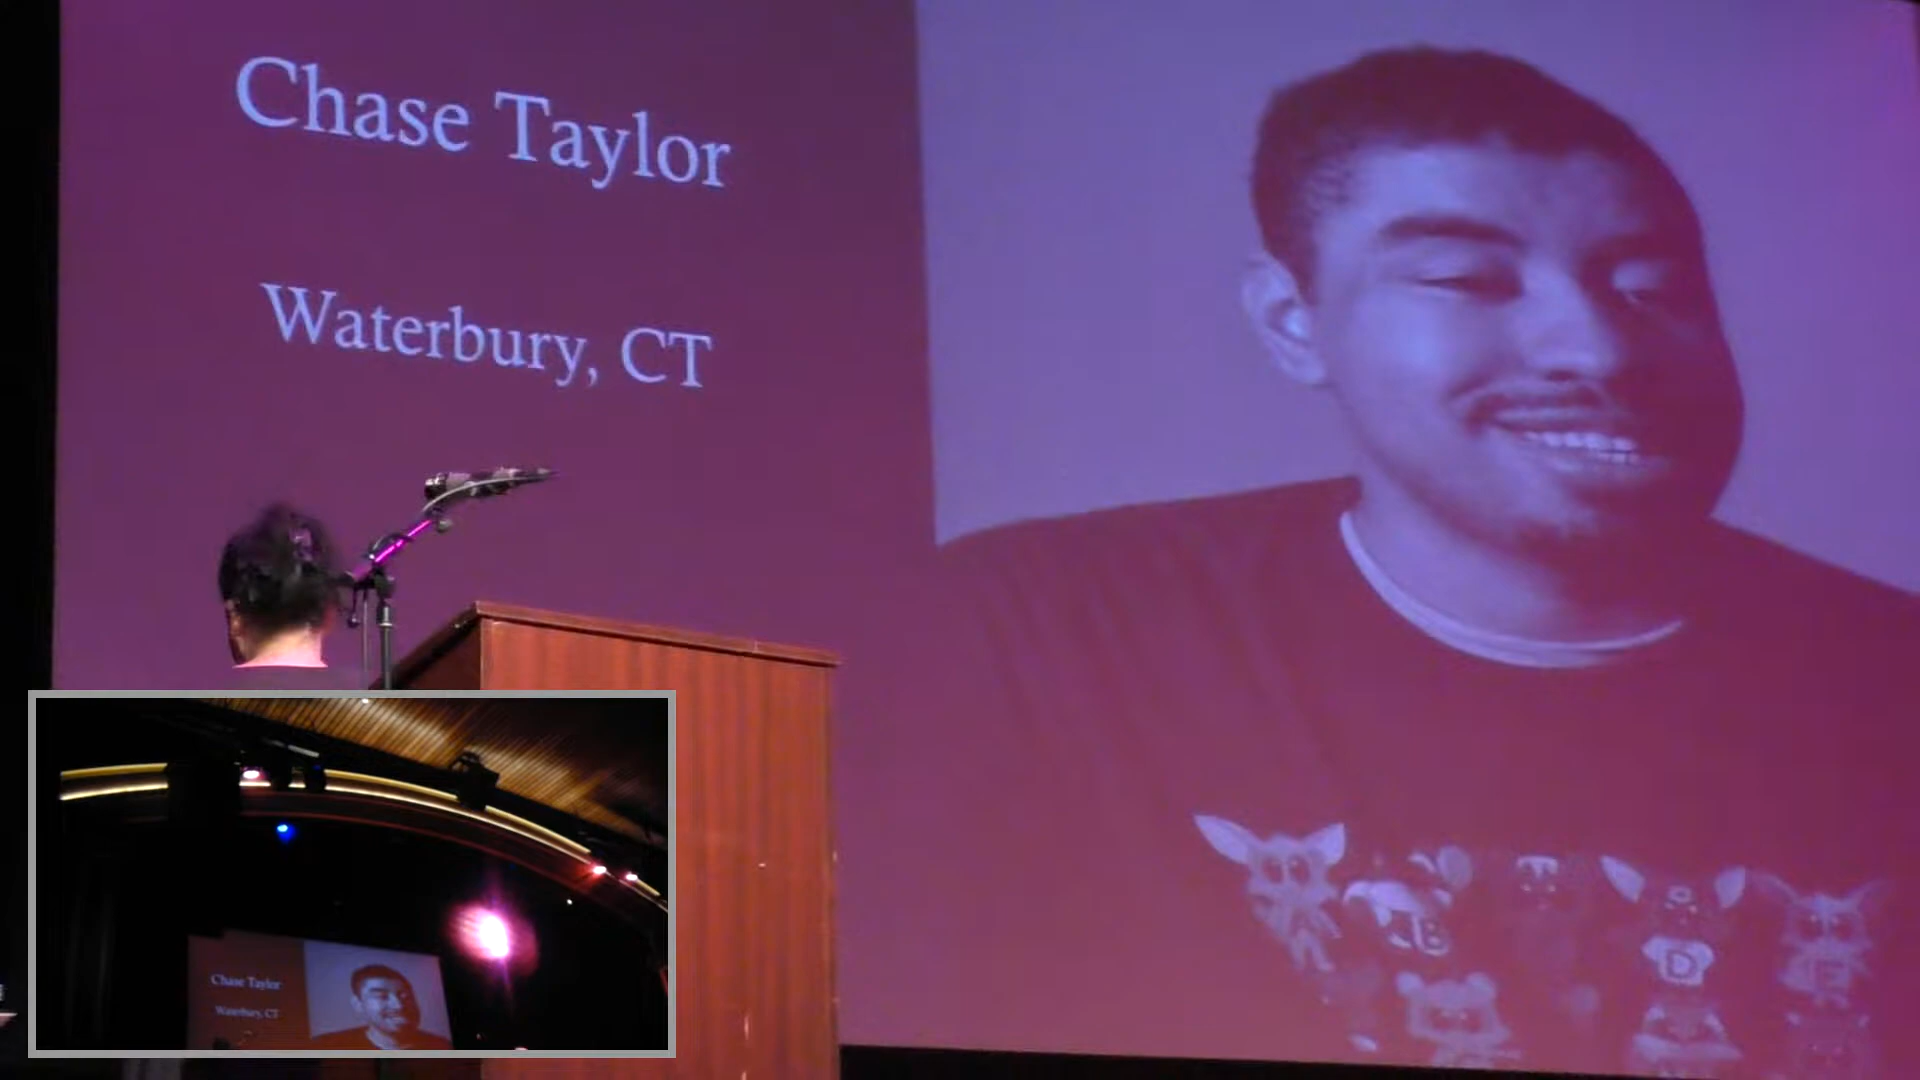 Chase Taylor
Waterbury, CT
B
D
Chase Taylor
Waterbury, CT